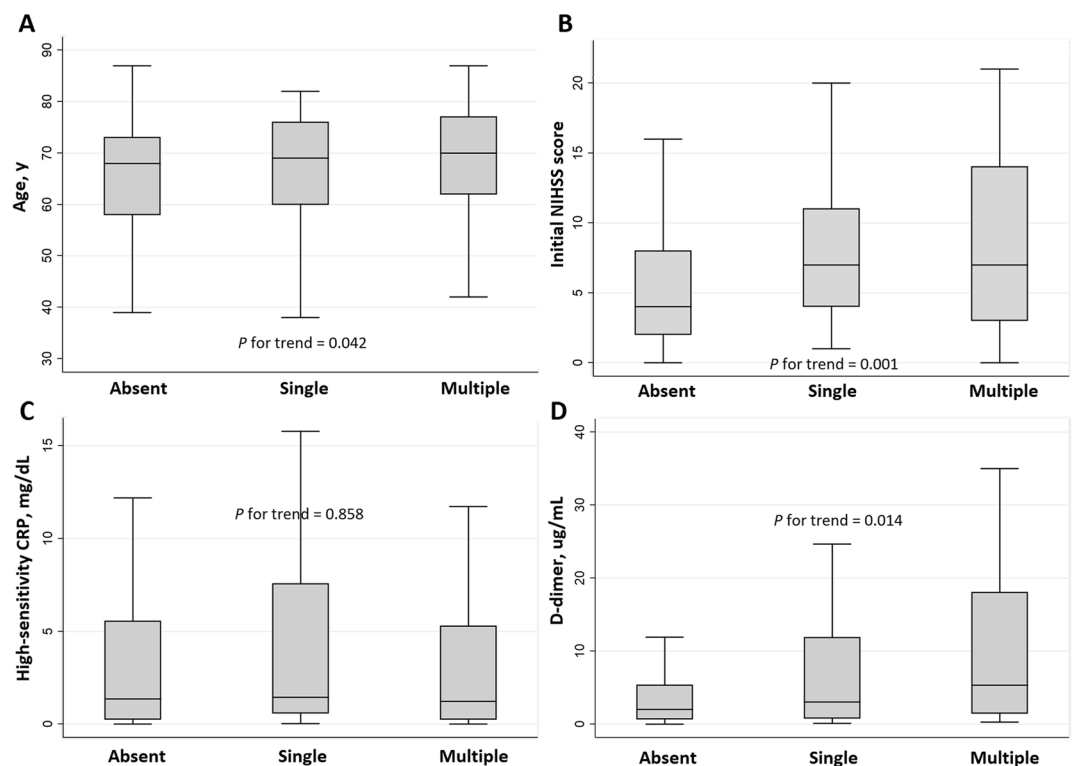 A
Age, y
90
80
70
60
50
40
30
P for trend = 0.042
Absent Single Multiple
B
Initial NIHSS score
20
15
10
5
0
P for trend = 0.001
Absent Single Multiple
C
High-sensitivity CRP, mg/dL
15
10
5
0
P for trend = 0.858
Absent Single Multiple
D
D-dimer, ug/mL
40
30
20
10
0
P for trend = 0.014
Absent Single Multiple